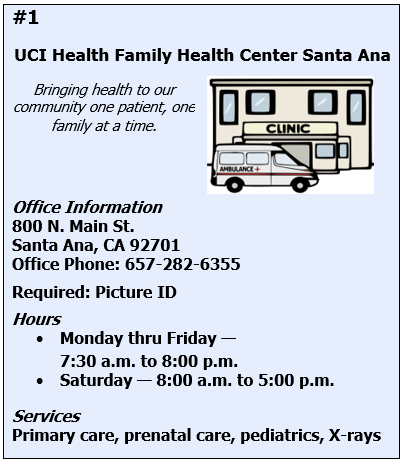 #1
UCI Health Family Health Center Santa Ana
Bringing health to our
community one patient, one
family at a time.
CLINIC
AMBULANCE +
Office Information
800 N. Main St.
Santa Ana, CA 92701
Office Phone: 657-282-6355
Required: Picture ID
Hours
• Monday thru Friday —
7:30 a.m. to 8:00 p.m.
• Saturday — 8:00 a.m. to 5:00 p.m.
Services
Primary care, prenatal care, pediatrics, X-rays